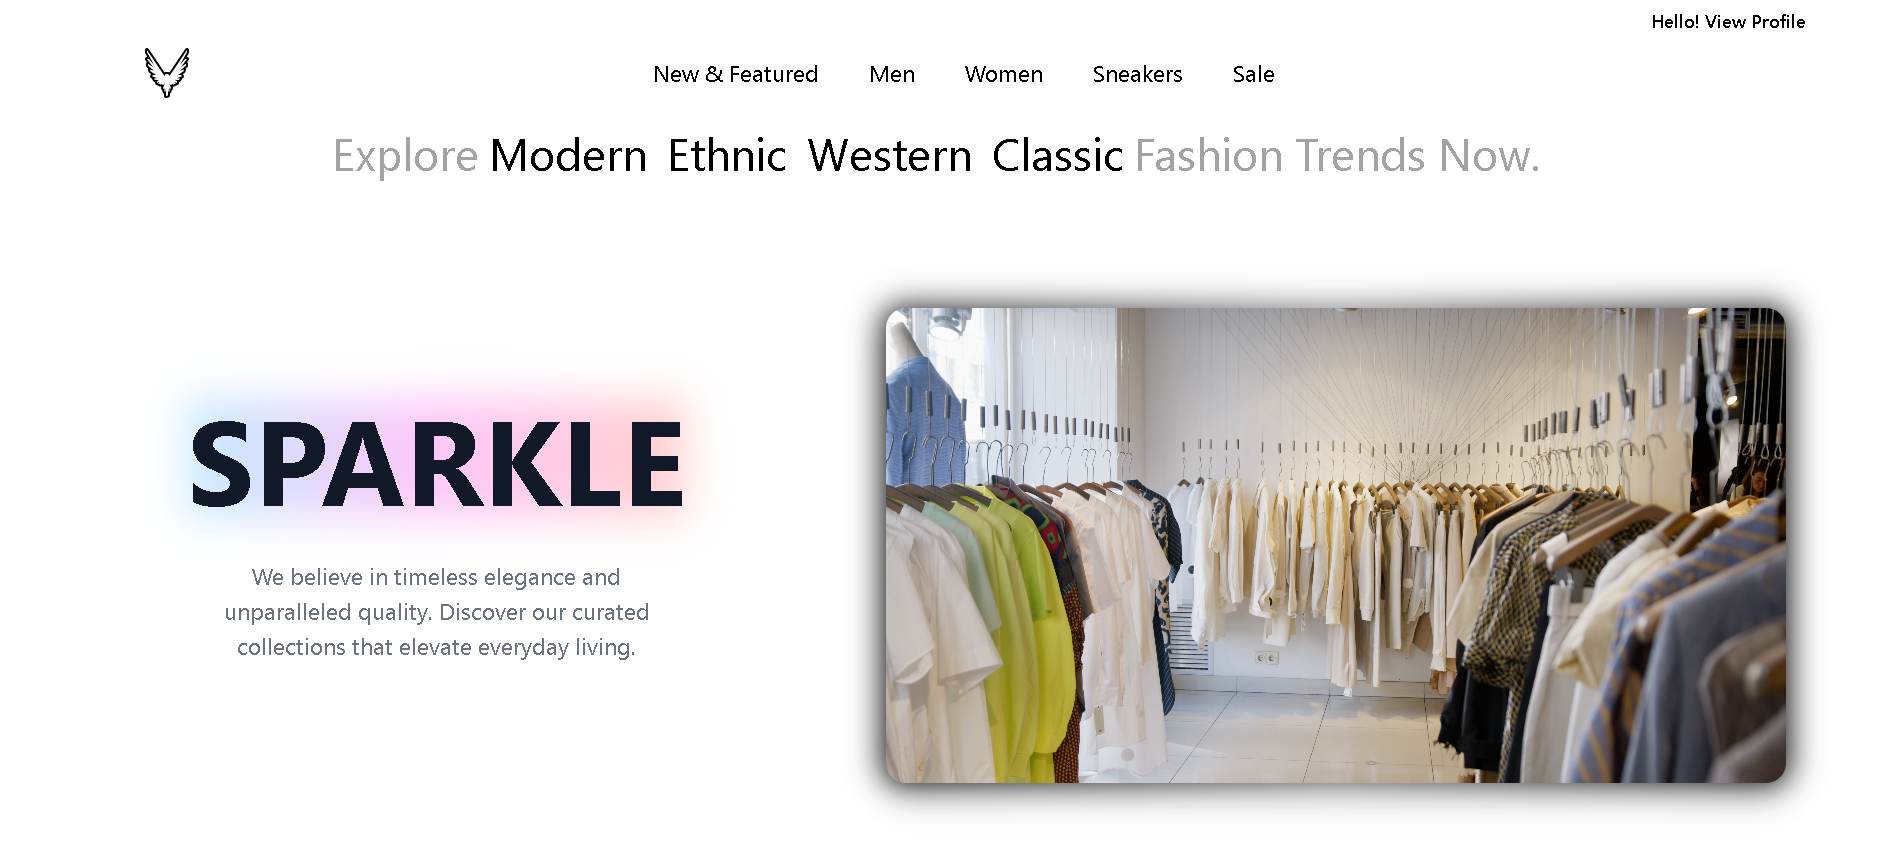 Hello! View Profile
New & Featured Men Women Sneakers Sale
Explore Modern Ethnic Western Classic Fashion Trends Now.
SPARKLE
We believe in timeless elegance and
unparalleled quality. Discover our curated
collections that elevate everyday living.